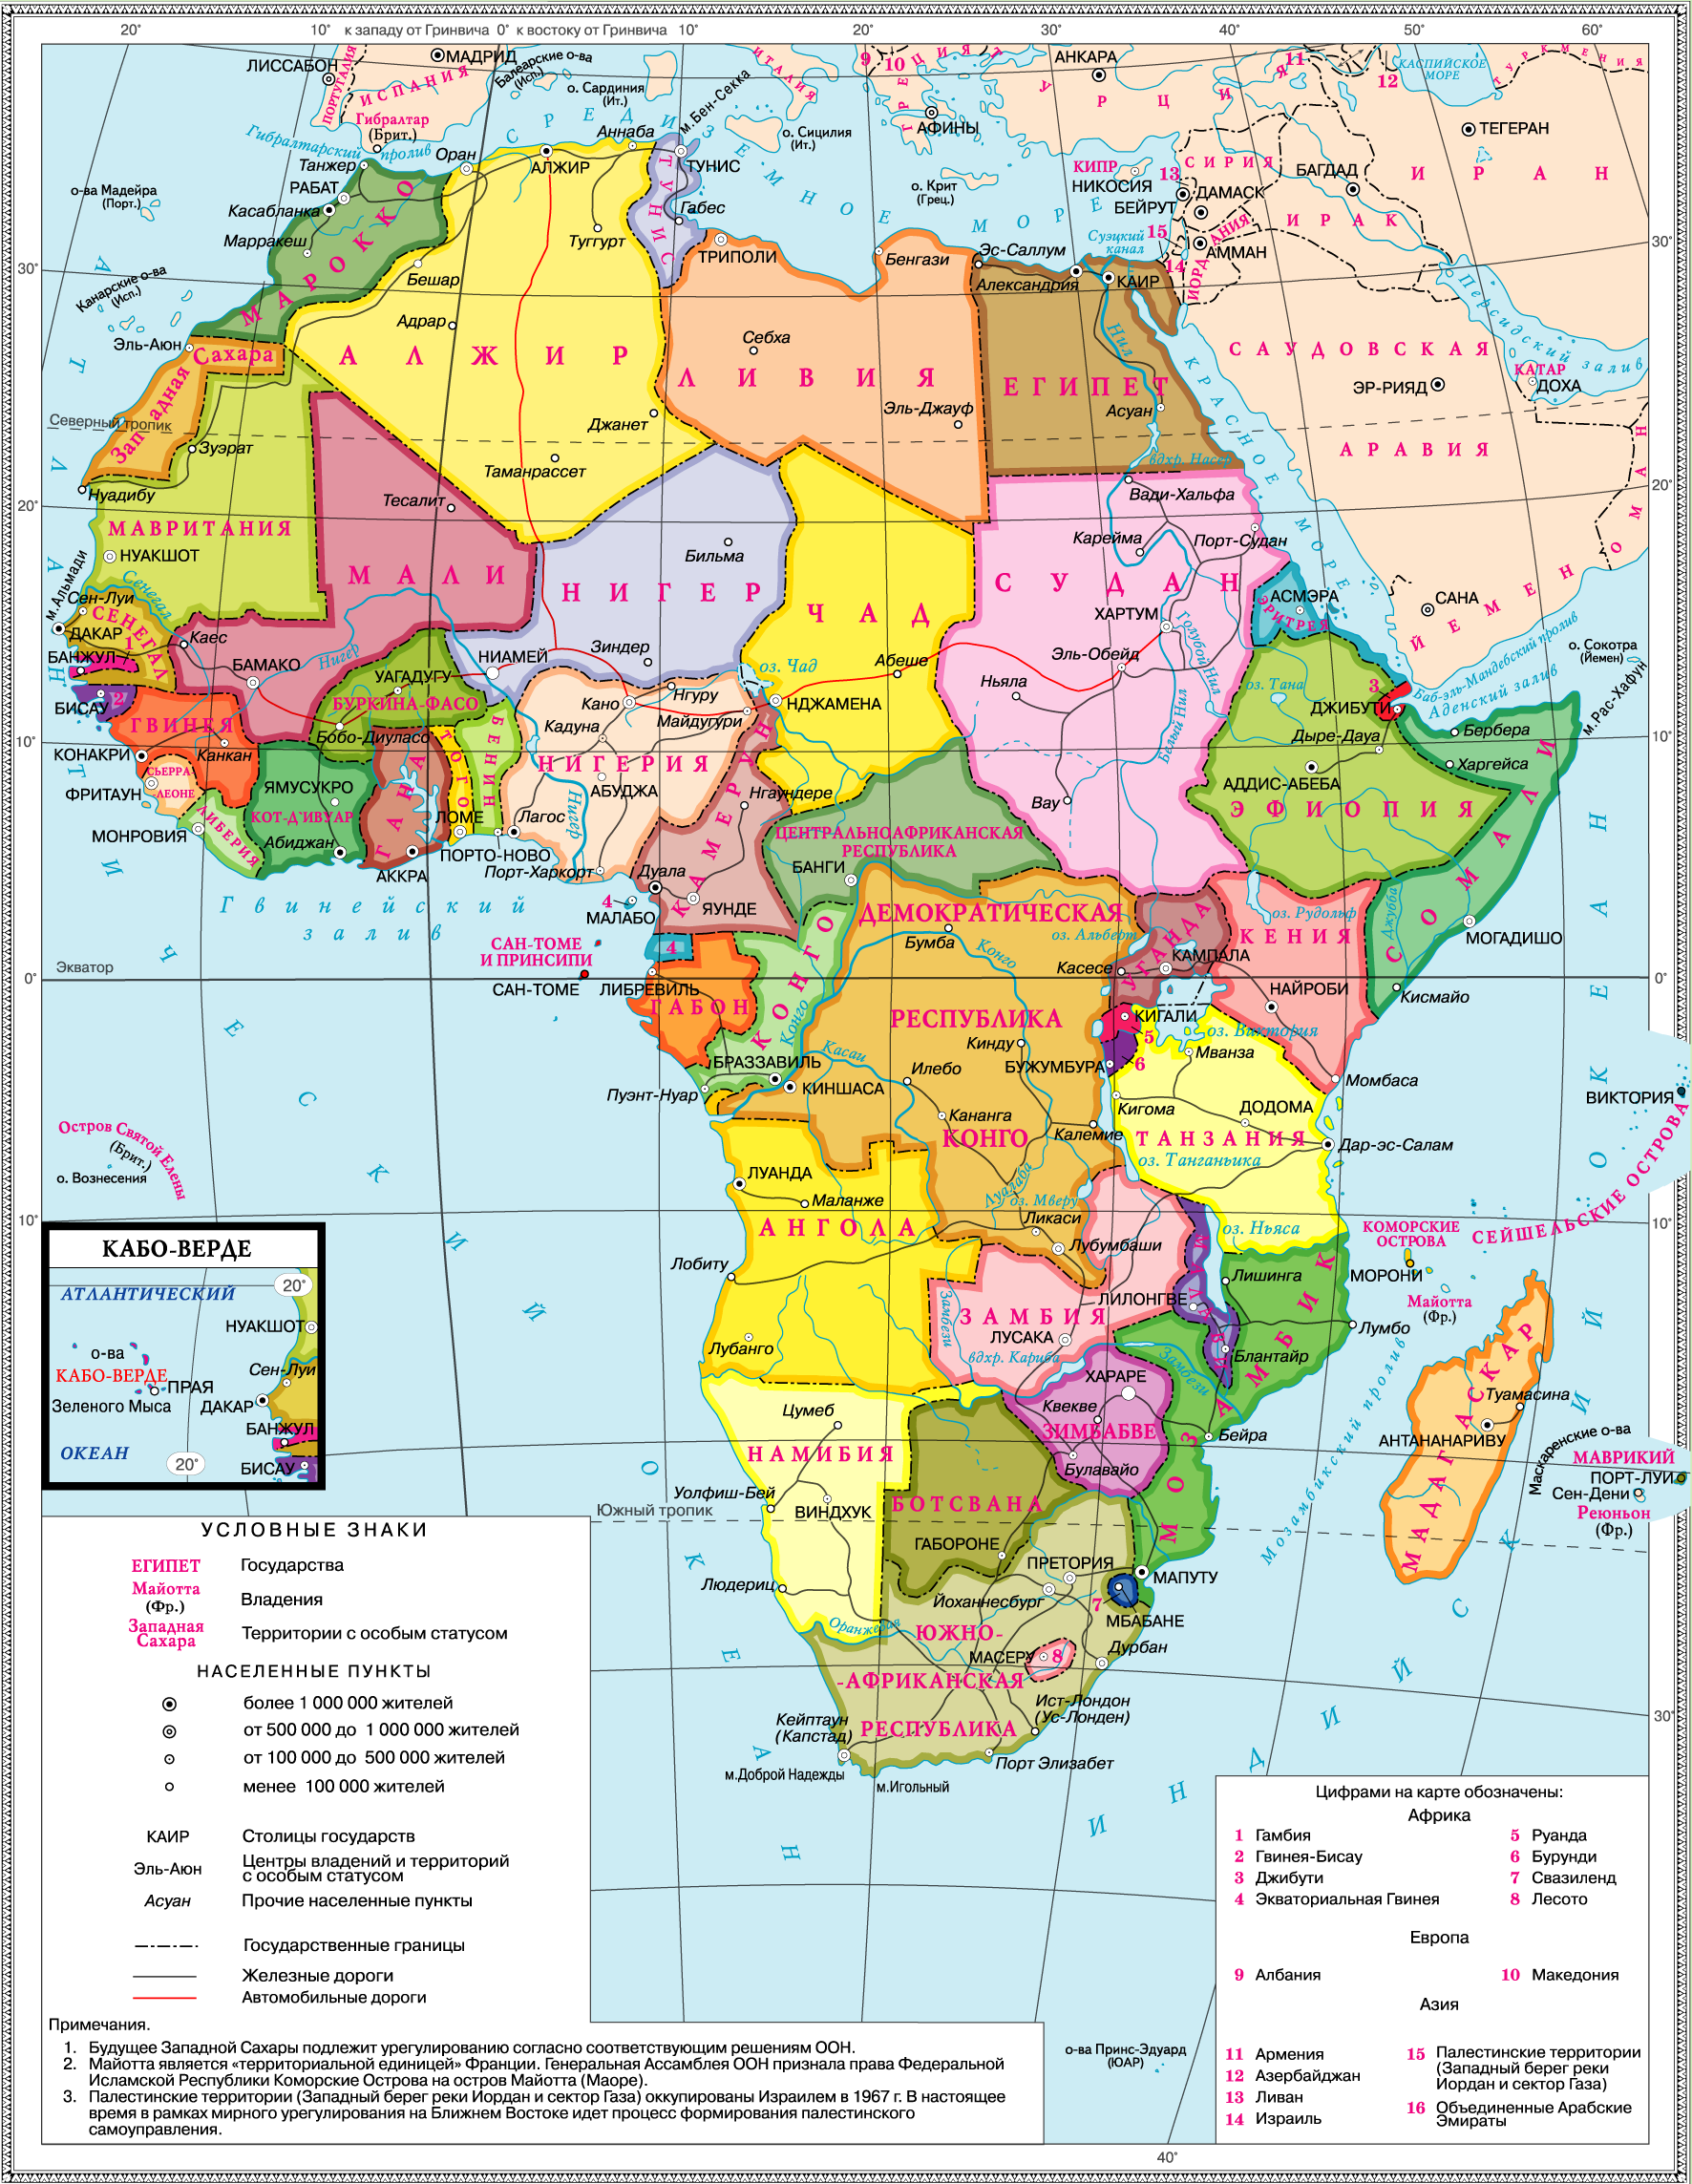 20°
10°
к западу от Гринвича
0°
к востоку от Гринвича
10°
20°
30°
40°
50°
60°
ЛИССАБОН
ПОРТУГАЛИЯ
МАДРИД
ИСПАНИЯ
Балеарские о-ва
(Исп.)
о. Сардиния
(Ит.)
ИТАЛИЯ
м.Бен-Секка
о. Сицилия
(Ит.)
9
10
ГРЕЦИЯ
АФИНЫ
АНКАРА
ТУРЦИЯ
11
12
КАСПИЙСКОЕ
МОРЕ
ТУРКМЕНИЯ
ТЕГЕРАН
ИРАН
Гибралтар
(Брит.)
Гибралтарский пролив
СРЕДИЗЕМНОЕ МОРЕ
о. Крит
(Грец.)
КИПР
НИКОСИЯ
13
СИРИЯ
БАГДАД
ДАМАСК
БЕЙРУТ
ИРАК
15
АММАН
ИОРДАНИЯ
14
Суэцкий
канал
Танжер
РАБАТ
Касабланка
Марракеш
МАРОККО
Оран
АЛЖИР
Аннаба
ТУНИС
ТУНИС
Габес
Туггурт
Бешар
Адрар
АЛЖИР
Джанет
Таманрассет
о-ва Мадейра
(Порт.)
Канарские о-ва
(Исп.)
30°
30°
Эль-Аюн
Западная Сахара
Северный тропик
ТРИПОЛИ
Бенгази
Себха
ЛИВИЯ
Эль-Джауф
Эс-Саллум
Александрия
КАИР
Нил
ЕГИПЕТ
Асуан
вдхр. Насер
КРАСНОЕ МОРЕ
САУДОВСКАЯ
АРАВИЯ
ЭР-РИЯД
Персидский залив
КАТАР
ДОХА
ОМАН
ЙЕМЕН
САНА
о. Сокотра
(Йемен)
Баб-эль-Мандебский пролив
Аденский залив
м.Рас-Хафун
20°
20°
Зуэрат
Нуадибу
МАВРИТАНИЯ
НУАКШОТ
м.Альмади
Сенегал
Сен-Луи
СЕНЕГАЛ
ДАКАР
1
БАНЖУЛ
2
БИСАУ
Каес
Тесалит
МАЛИ
БАМАКО
Нигер
НИГЕР
Бильма
Зиндер
НИАМЕЙ
ЧАД
оз. Чад
Абеше
НДЖАМЕНА
СУДАН
Вади-Хальфа
Карейма
Порт-Судан
ХАРТУМ
Эль-Обейд
Ньяла
Вау
Голубой Нил
Белый Нил
АСМЭРА
ЭРИТРЕЯ
оз. Тана
3
ДЖИБУТИ
Дыре-Дауа
АДДИС-АБЕБА
ЭФИОПИЯ
Бербера
Харгейса
СОМАЛИ
Джубба
МОГАДИШО
Кисмайо
10°
10°
ГВИНЕЯ
КОНАКРИ
Канкан
ФРИТАУН
СЬЕРРА-
ЛЕОНЕ
МОНРОВИЯ
ЛИБЕРИЯ
ЯМУСУКРО
КОТ-Д'ИВУАР
Абиджан
УАГАДУГУ
БУРКИНА-ФАСО
Бобо-Диуласо
ГАНА
АККРА
ТОГО
ЛОМЕ
БЕНИН
ПОРТО-НОВО
Кано
Нгуру
Майдугури
Кадуна
НИГЕРИЯ
АБУДЖА
Лагос
Нигер
Порт-Харкорт
КАМЕРУН
Нгаундере
Дуала
ЯУНДЕ
4
МАЛАБО
4
Гвинейский
залив
САН-ТОМЕ
И ПРИНСИПИ
САН-ТОМЕ
ЦЕНТРАЛЬНОАФРИКАНСКАЯ
РЕСПУБЛИКА
БАНГИ
Экватор
0°
0°
ЛИБРЕВИЛЬ
ГАБОН
КОНГО
Конго
БРАЗЗАВИЛЬ
Пуэнт-Нуар
ДЕМОКРАТИЧЕСКАЯ
РЕСПУБЛИКА
КОНГО
Бумба
Конго
Касаи
КИНШАСА
Кинду
Илебо
Кананга
Калемие
Луалаба
оз. Мверу
Ликаси
Лубумбаши
оз. Альберт
УГАНДА
Касесе
КАМПАЛА
оз. Рудольф
КЕНИЯ
НАЙРОБИ
Момбаса
КИГАЛИ
5
БУЖУМБУРА
6
оз. Виктория
Мванза
Кигома
ДОДОМА
ТАНЗАНИЯ
Дар-эс-Салам
оз. Танганьика
10°
10°
Остров Святой Елены
(Брит.)
о. Вознесения
АТЛАНТИЧЕСКИЙ ОКЕАН
ЛУАНДА
Маланже
АНГОЛА
Лобиту
Лубанго
ЗАМБИЯ
Замбези
ЛУСАКА
вдхр. Кариба
оз. Ньяса
МАЛАВИ
ЛИЛОНГВЕ
Лишинга
Блантайр
Лумбо
Замбези
МОЗАМБИК
Бейра
МАПУТУ
Мозамбикский пролив
ХАРАРЕ
Квекве
ЗИМБАБВЕ
Булавайо
НАМИБИЯ
Цумеб
Уолфиш-Бей
ВИНДХУК
Людериц
БОТСВАНА
ГАБОРОНЕ
Южный тропик
ПРЕТОРИЯ
Йоханнесбург
7
МБАБАНЕ
МАСЕРУ
8
Дурбан
Оранжевая
ЮЖНО-
-АФРИКАНСКАЯ
РЕСПУБЛИКА
Ист-Лондон
(Ус-Лонден)
Кейптаун
(Капстад)
Порт Элизабет
м.Доброй Надежды
м.Игольный
КОМОРСКИЕ
ОСТРОВА
МОРОНИ
Майотта
(Фр.)
СЕЙШЕЛЬСКИЕ ОСТРОВА
ВИКТОРИЯ
МАДАГАСКАР
Туамасина
АНТАНАНАРИВУ
Маскаренские о-ва
МАВРИКИЙ
ПОРТ-ЛУИ
Сен-Дени
Реюньон
(Фр.)
ИНДИЙСКИЙ ОКЕАН
30°
о-ва Принс-Эдуард
(ЮАР)
40°
КАБО-ВЕРДЕ
АТЛАНТИЧЕСКИЙ
20°
НУАКШОТ
о-ва
КАБО-ВЕРДЕ
Зеленого Мыса
ПРАЯ
Сен-Луи
ДАКАР
БАНЖУЛ
ОКЕАН
20°
БИСАУ
УСЛОВНЫЕ ЗНАКИ
ЕГИПЕТ Государства
Майотта
(Фр.) Владения
Западная
Сахара Территории с особым статусом
НАСЕЛЕННЫЕ ПУНКТЫ
более 1 000 000 жителей
от 500 000 до 1 000 000 жителей
от 100 000 до 500 000 жителей
менее 100 000 жителей
КАИР Столицы государств
Эль-Аюн Центры владений и территорий
с особым статусом
Асуан Прочие населенные пункты
Государственные границы
Железные дороги
Автомобильные дороги
Примечания.
1. Будущее Западной Сахары подлежит урегулированию согласно соответствующим решениям ООН.
2. Майотта является «территориальной единицей» Франции. Генеральная Ассамблея ООН признала права Федеральной
Исламской Республики Коморские Острова на остров Майотта (Маоре).
3. Палестинские территории (Западный берег реки Иордан и сектор Газа) оккупированы Израилем в 1967 г. В настоящее
время в рамках мирного урегулирования на Ближнем Востоке идет процесс формирования палестинского
самоуправления.
Цифрами на карте обозначены:
Африка
1 Гамбия
2 Гвинея-Бисау
3 Джибути
4 Экваториальная Гвинея
5 Руанда
6 Бурунди
7 Свазиленд
8 Лесото
Европа
9 Албания
10 Македония
Азия
11 Армения
12 Азербайджан
13 Ливан
14 Израиль
15 Палестинские территории
(Западный берег реки
Иордан и сектор Газа)
16 Объединенные Арабские
Эмираты